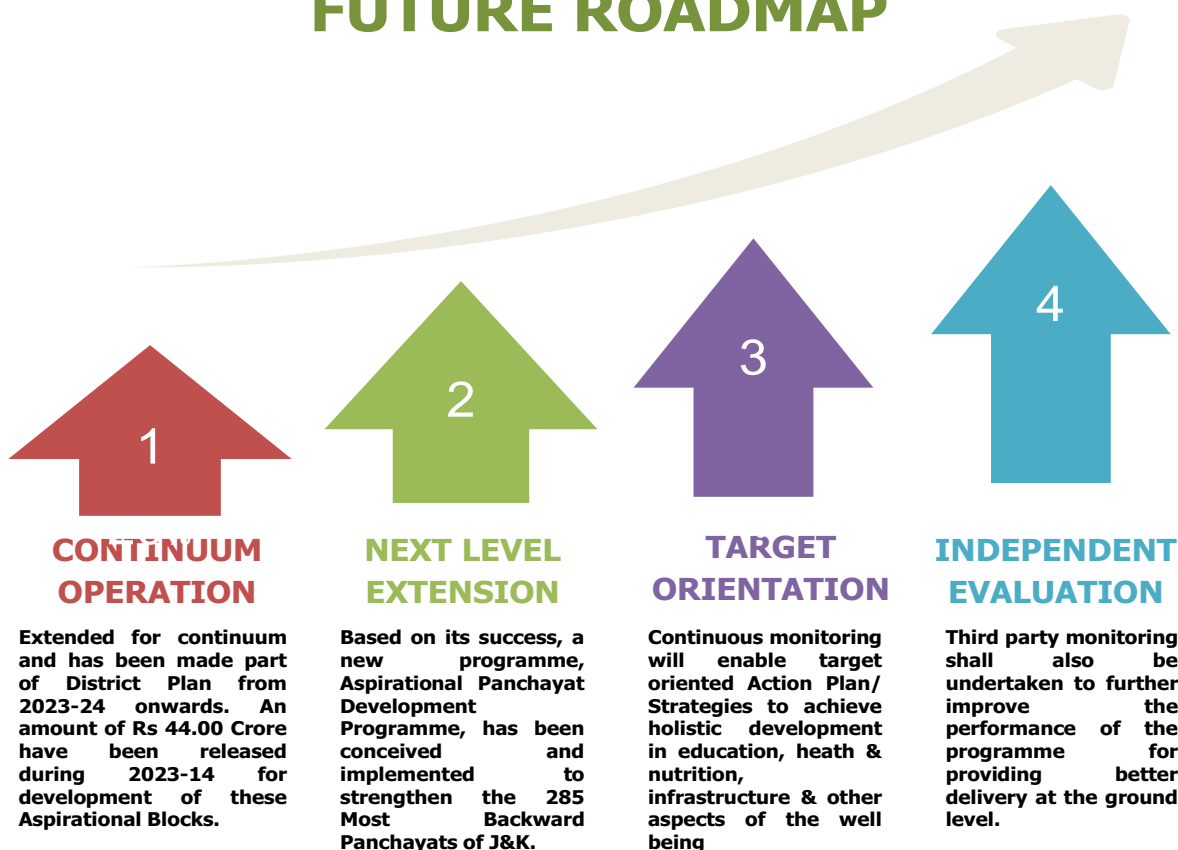 FUTURE ROADMAP
1
2
3
4
CONTINUUM
OPERATION
Extended for continuum
and has been made part
of District Plan from
2023-24 onwards. An
amount of Rs 44.00 Crore
have been released
during 2023-14 for
development of these
Aspirational Blocks.
NEXT LEVEL
EXTENSION
Based on its success, a
new programme,
Aspirational Panchayat
Development
Programme, has been
conceived and
implemented to
strengthen the 285
Most Backward
Panchayats of J&K.
TARGET
ORIENTATION
Continuous monitoring
will enable target
oriented Action Plan/
Strategies to achieve
holistic development
in education, heath &
nutrition,
infrastructure & other
aspects of the well
being
INDEPENDENT
EVALUATION
Third party monitoring
shall also be
undertaken to further
improve the
performance of the
programme for
providing better
delivery at the ground
level.